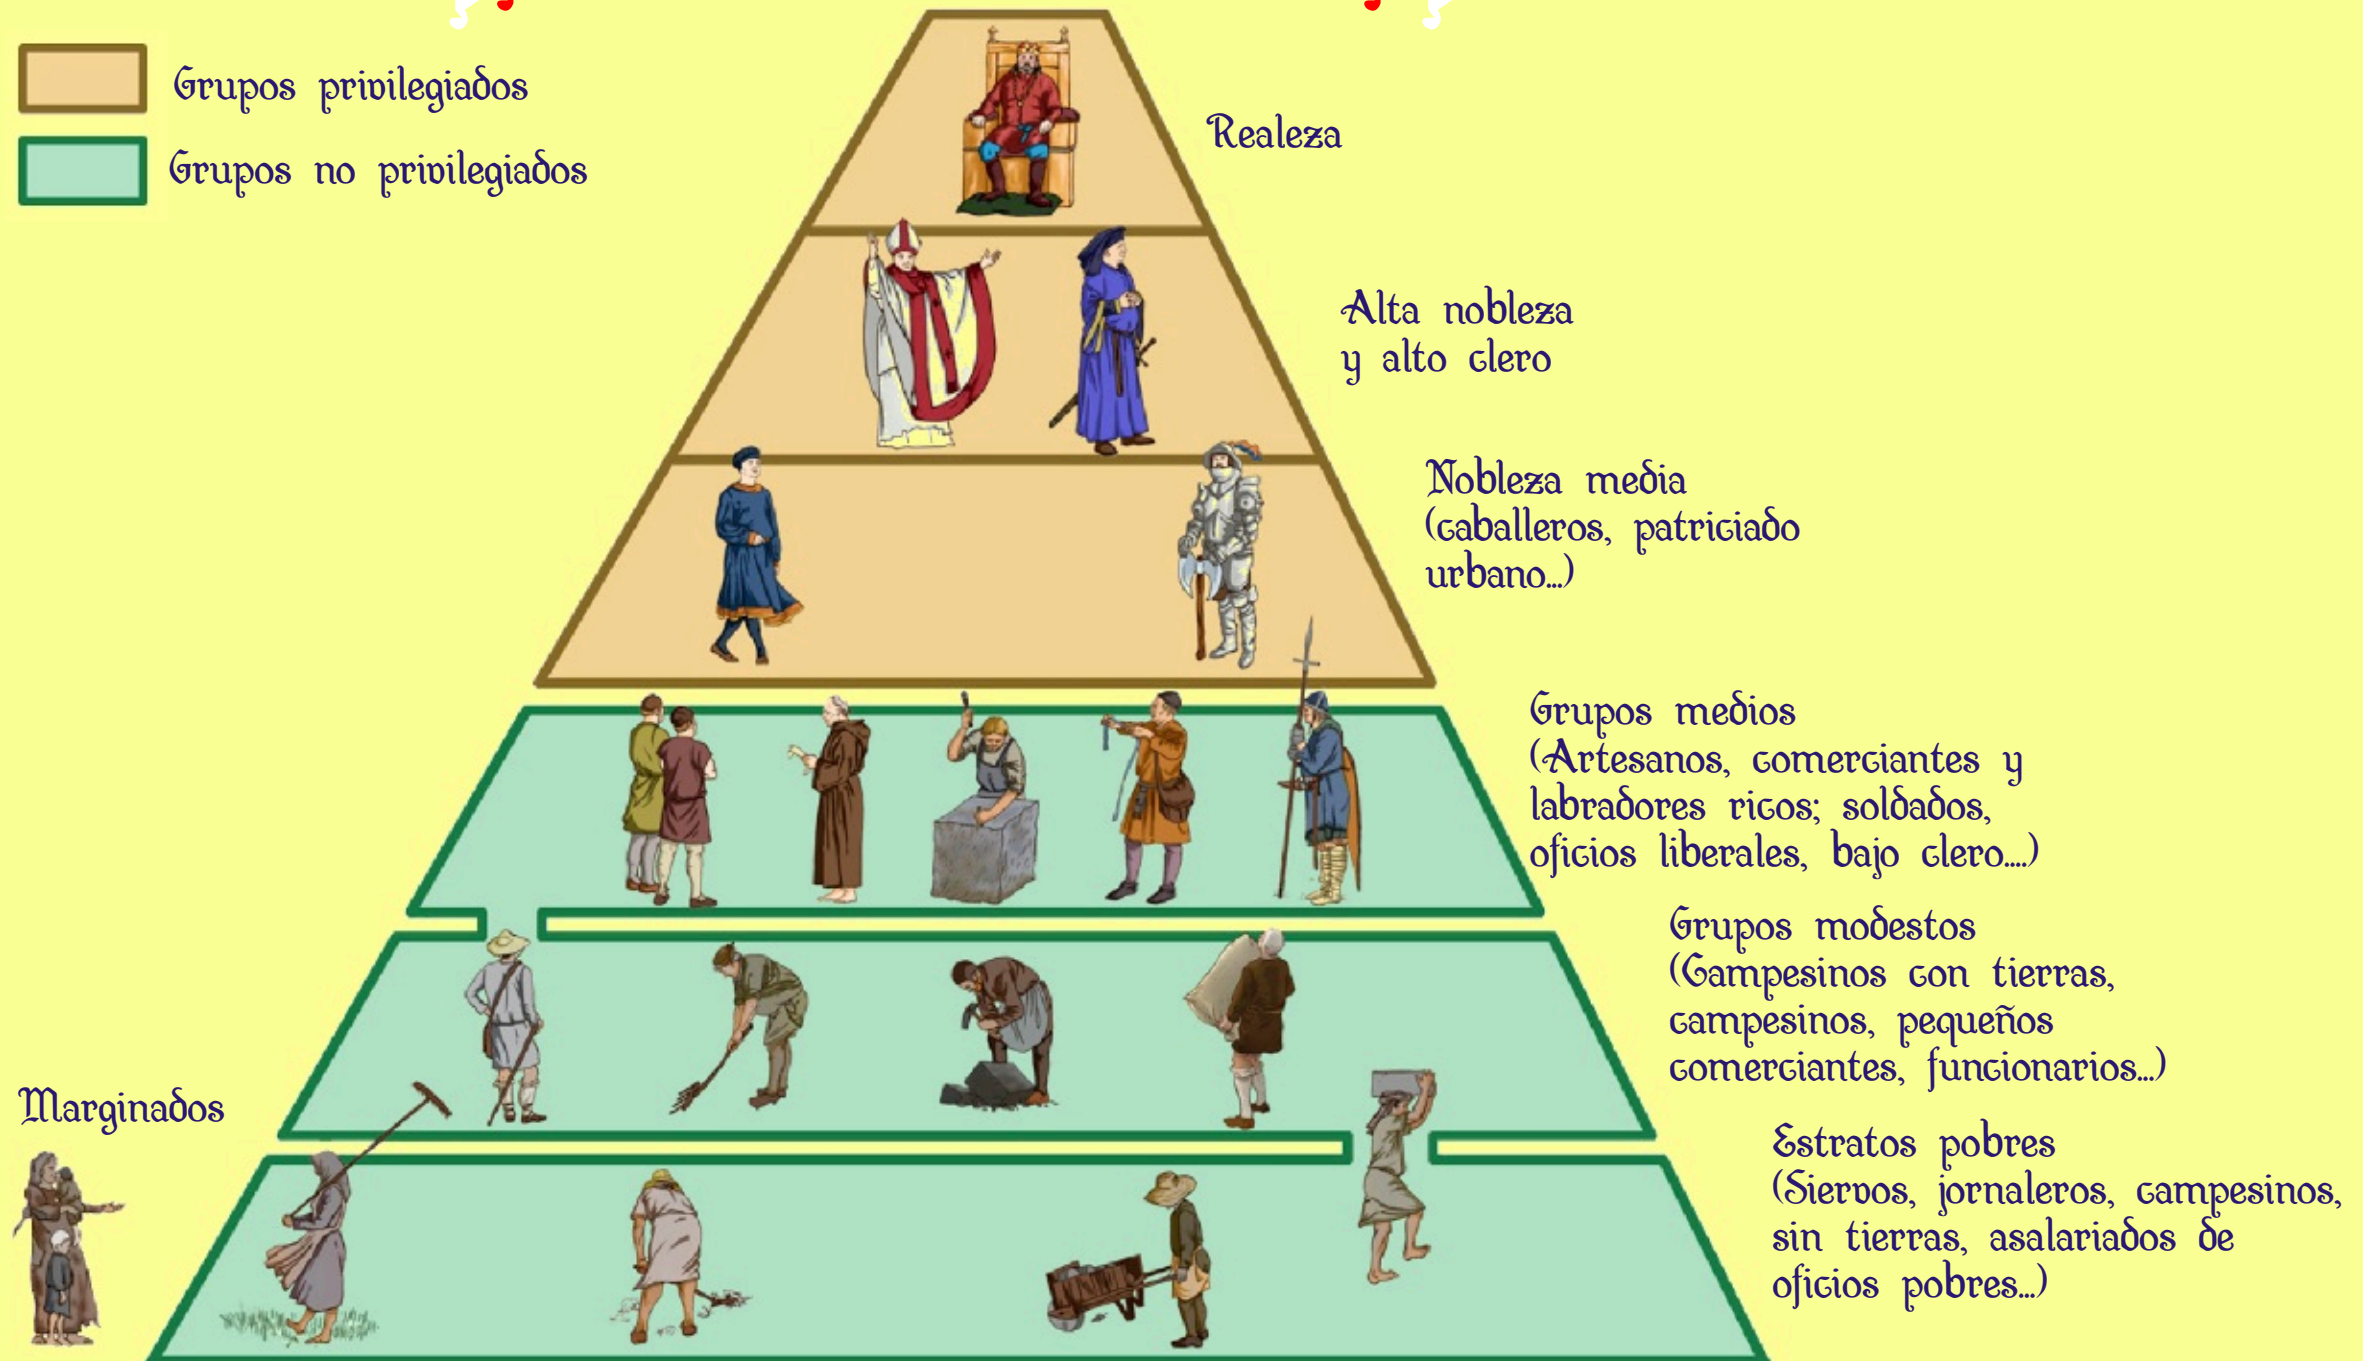 Grupos privilegiados
Grupos no privilegiados
Realeza
Alta nobleza
y alto clero
Nobleza media
(caballeros, patriciado
urbano...)
Grupos medios
(Artesanos, comerciantes y
labradores ricos; soldados,
oficios liberales, bajo clero....)
Grupos modestos
(Campesinos con tierras,
campesinos, pequeños
comerciantes, funcionarios...)
Marginados
Estratos pobres
(Siervos, jornaleros, campesinos,
sin tierras, asalariados de
oficios pobres...)